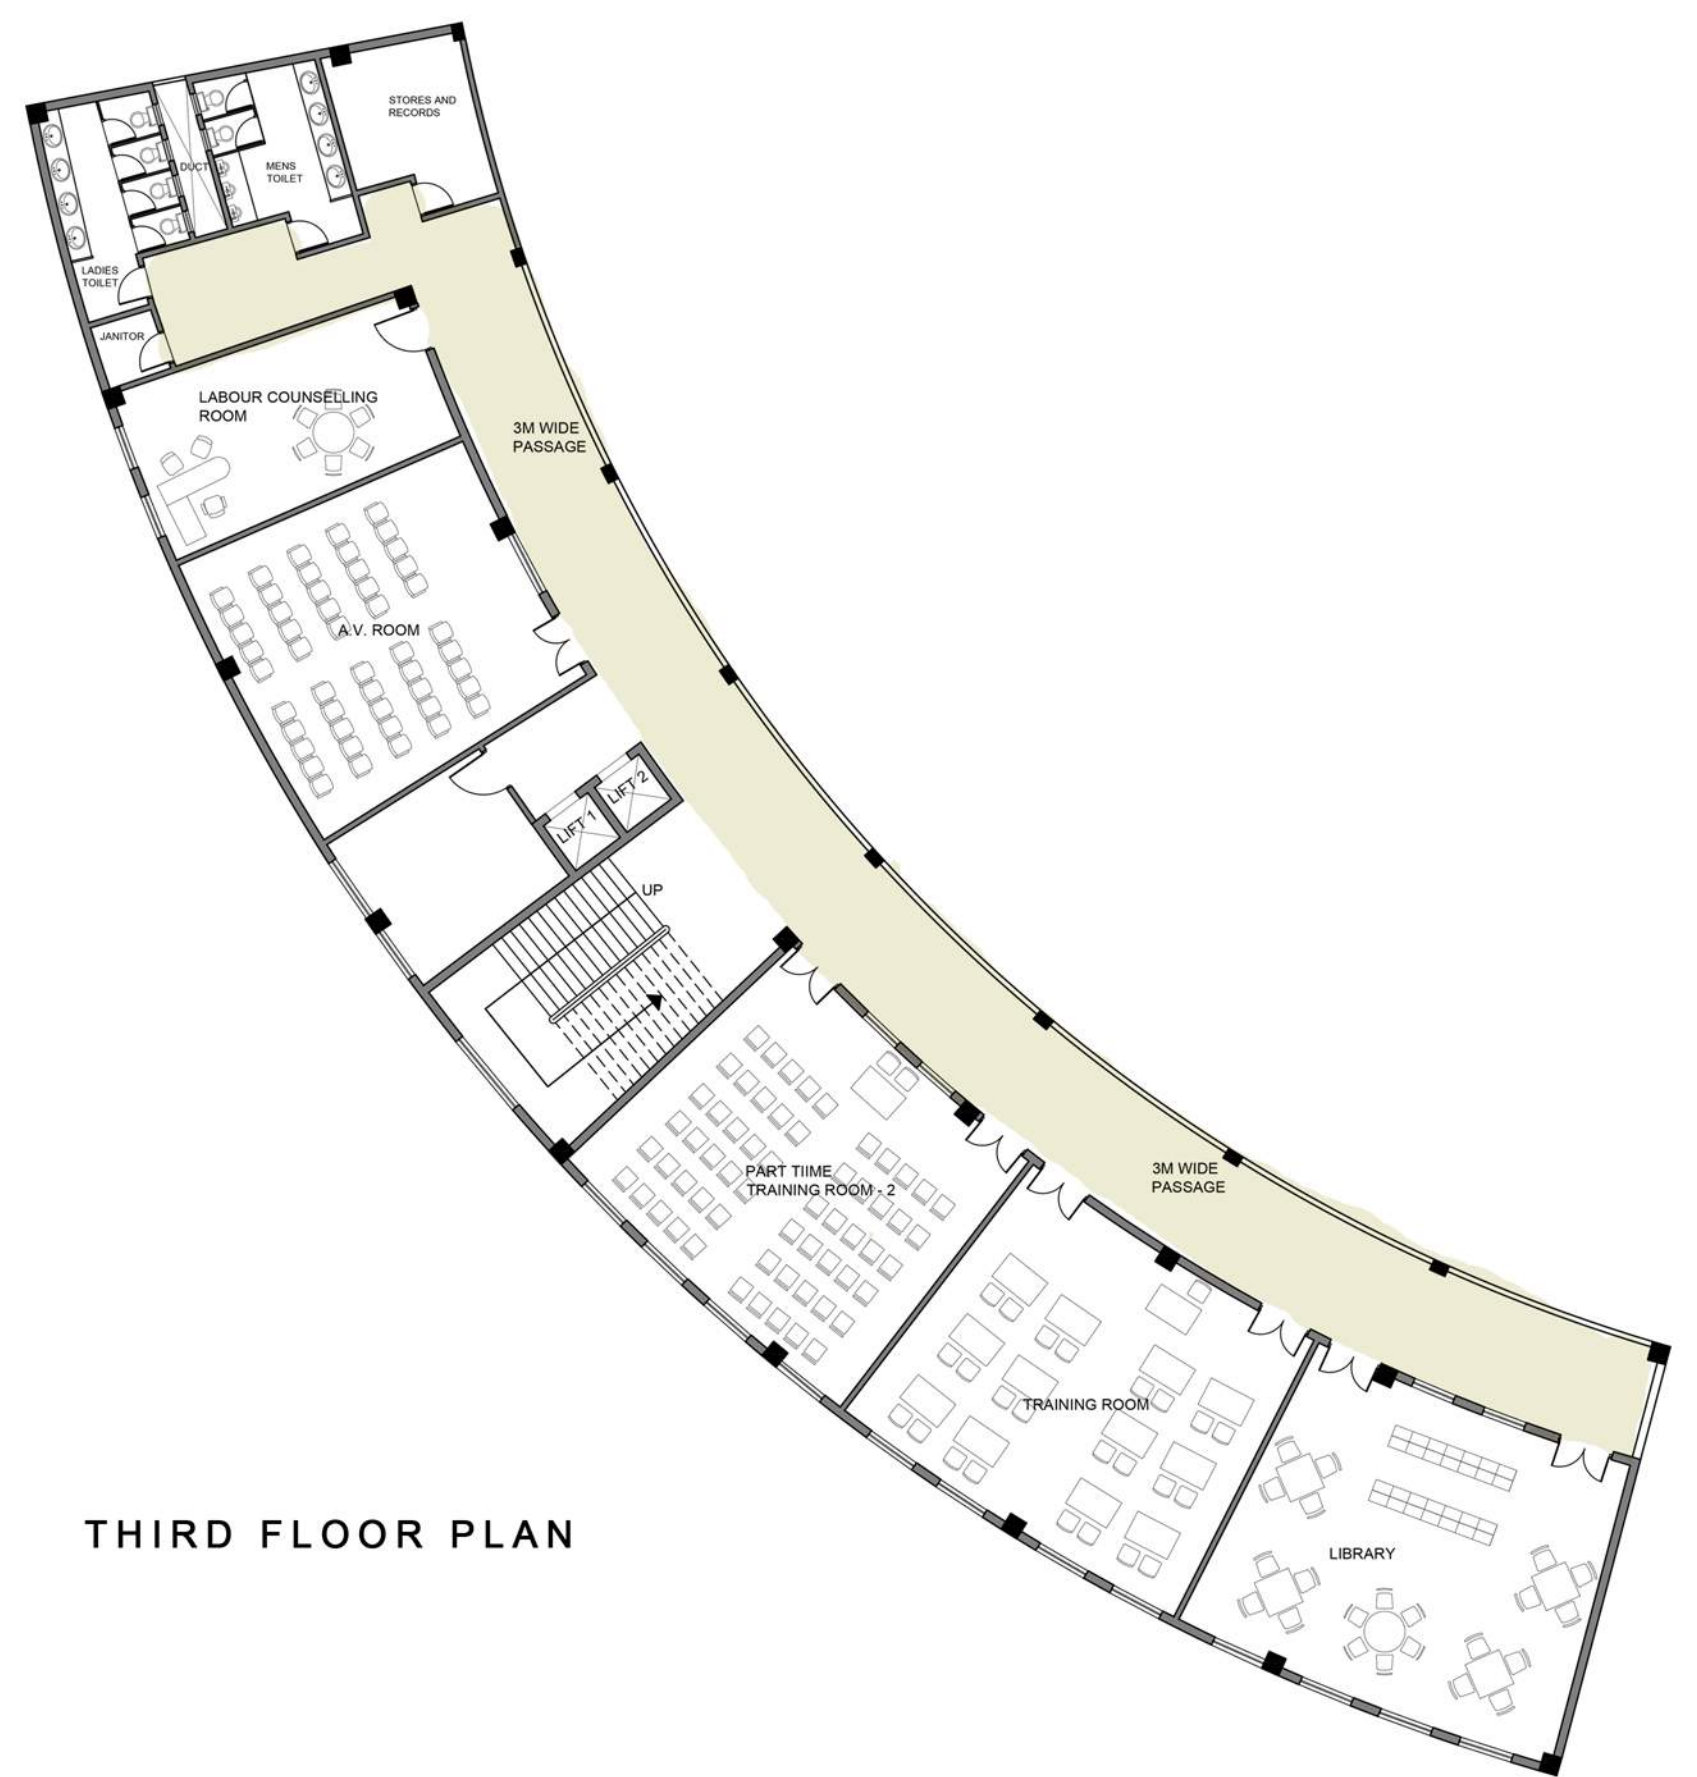 STORES AND
RECORDS
DUCT
MENS
TOILET
LADIES
TOILET
JANITOR
LABOUR COUNSELLING
ROOM
3M WIDE
PASSAGE
A.V. ROOM
LIFT 2
LIFT 1
UP
PART TIIME
TRAINING ROOM - 2
3M WIDE
PASSAGE
TRAINING ROOM
LIBRARY
THIRD FLOOR PLAN